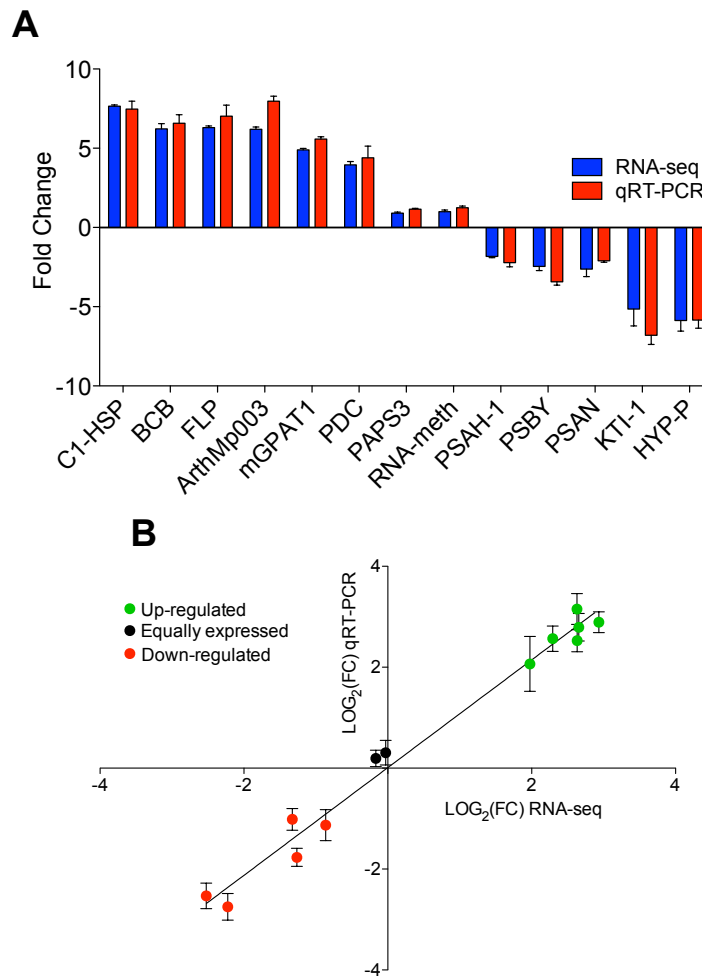 A
10
5
0
-5
-10
Fold Change
RNA-seq
qRT-PCR
C1-HSP
BCB
FLP
ArthMp003
mGPAT1
PDC
PAPS3
RNA-meth
PSAH-1
PSBY
PSAN
KTI-1
HYP-P
B
Up-regulated
Equally expressed
Down-regulated
LOG₂(FC) qRT-PCR
4
2
-4
-2
2
4
LOG₂(FC) RNA-seq
-2
-4